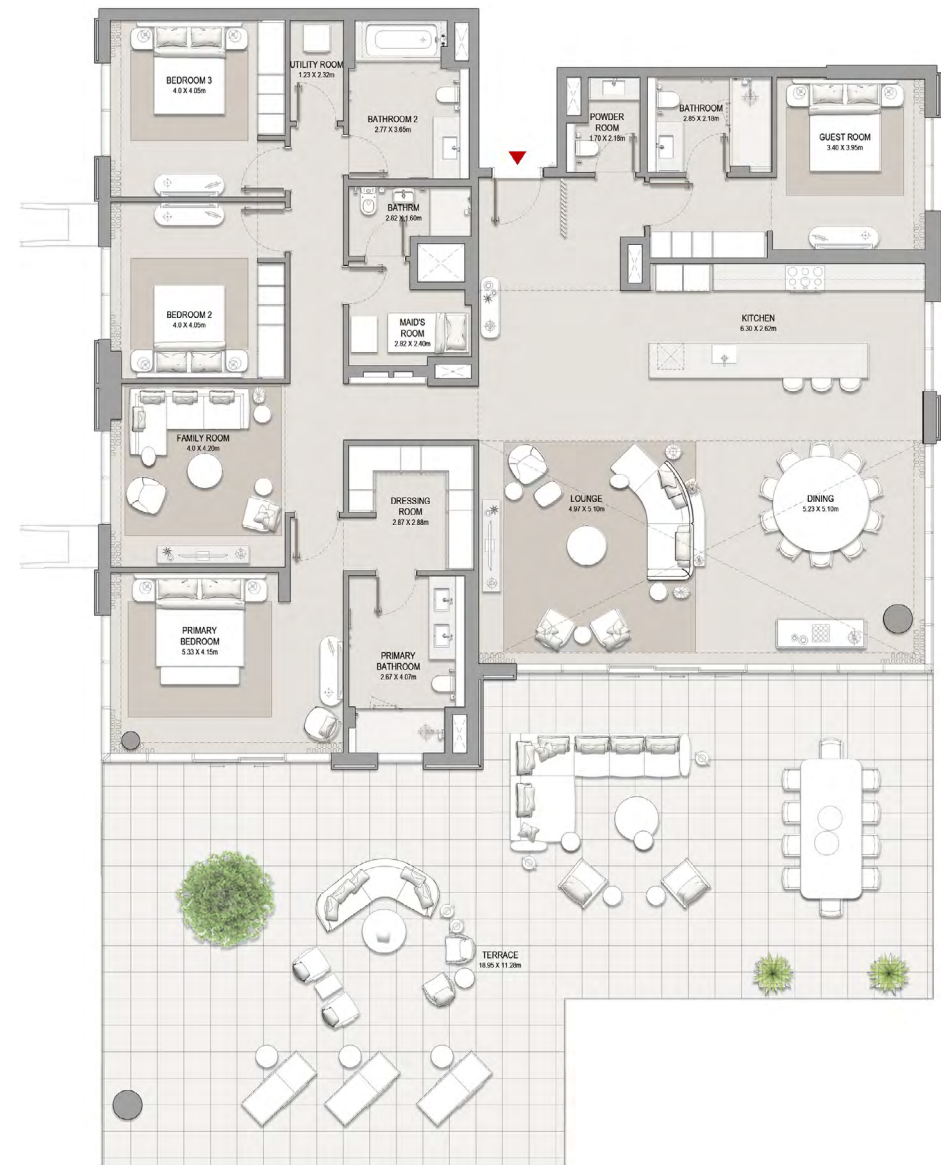 BEDROOM 3
4.0 X 4.05m
UTILITY ROOM
1.23 X 2.32m
BATHROOM 2
2.77 X 3.65m
POWDER
ROOM
1.70 X 2.18m
BATHROOM
2.85 X 2.18m
GUEST ROOM
3.40 X 3.95m
BATHRM
2.82 X 1.60m
BEDROOM 2
4.0 X 4.05m
MAID'S
ROOM
2.82 X 2.40m
KITCHEN
6.30 X 2.62m
FAMILY ROOM
4.0 X 4.20m
DRESSING
ROOM
2.87 X 2.88m
LOUNGE
4.97 X 5.10m
DINING
5.23 X 5.10m
PRIMARY
BEDROOM
5.33 X 4.15m
PRIMARY
BATHROOM
2.67 X 4.07m
TERRACE
18.95 X 11.28m